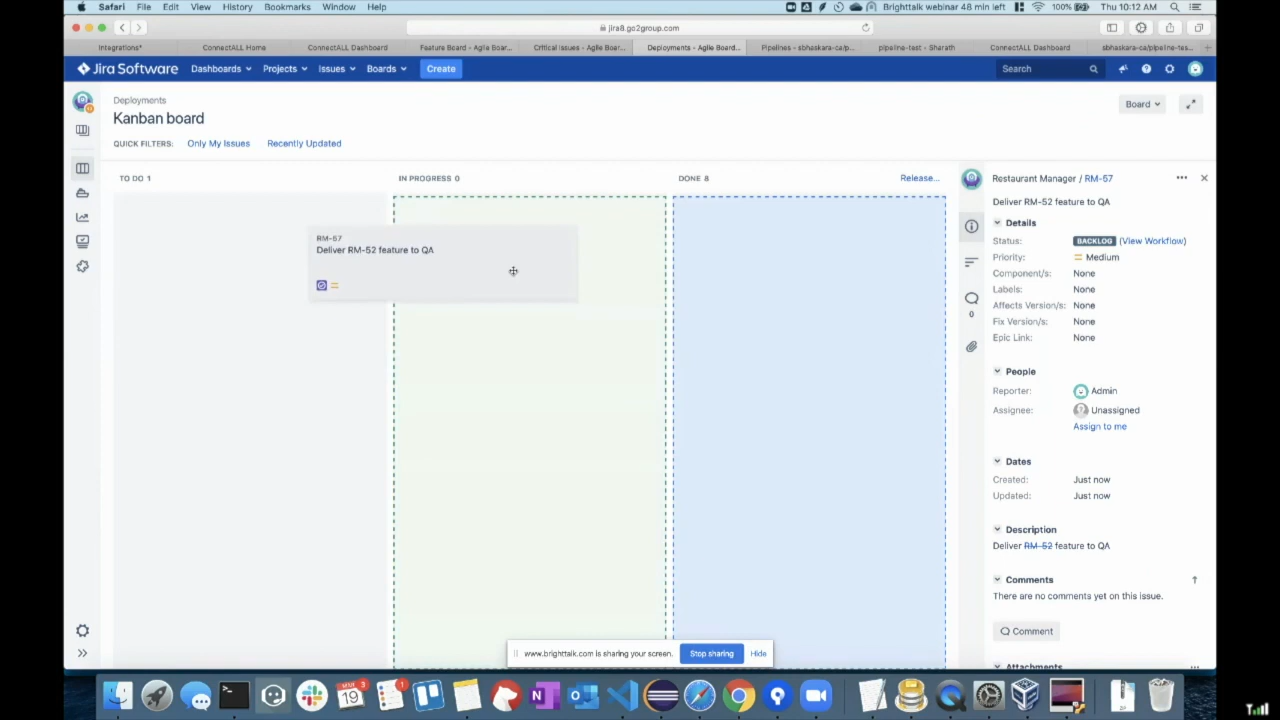 Safari File Edit View History Bookmarks Window Help Brighttalk webinar 48 min left 100% Thu 10:12 AM
jira8.go2group.com
Integrations* ConnectALL Home ConnectALL Dashboard Feature Board - Agile Boar... Critical Issues - Agile Boar... Deployments - Agile Board... Pipelines - sbhaskara-ca/p... pipeline-test - Sharath ConnectALL Dashboard sbhaskara-ca/pipeline-tes...
Jira Software Dashboards Projects Issues Boards Create Search
Deployments
Kanban board
Board
QUICK FILTERS: Only My Issues Recently Updated
TO DO 1 IN PROGRESS 0 DONE 8 Release...
RM-57
Deliver RM-52 feature to QA
Restaurant Manager / RM-57
Deliver RM-52 feature to QA
Details
Status: BACKLOG (View Workflow)
Priority: Medium
Component/s: None
Labels: None
Affects Version/s: None
Fix Version/s: None
Epic Link: None
0
People
Reporter: Admin
Assignee: Unassigned
Assign to me
Dates
Created: Just now
Updated: Just now
Description
Deliver RM-52 feature to QA
Comments
There are no comments yet on this issue.
Comment
Attachments
www.brighttalk.com is sharing your screen. Stop sharing Hide
19
3
1
N